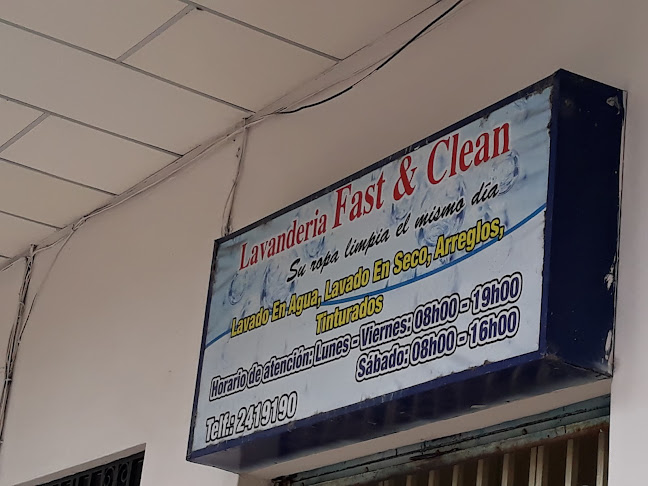 Lavanderia Fast & Clean
Su ropa limpia el mismo día
Lavado En Agua, Lavado En Seco, Arreglos,
Tinturados
Horario de atención: Lunes - Viernes: 08h00 - 19h00
Sábado: 08h00 - 16h00
Telf.: 2419190